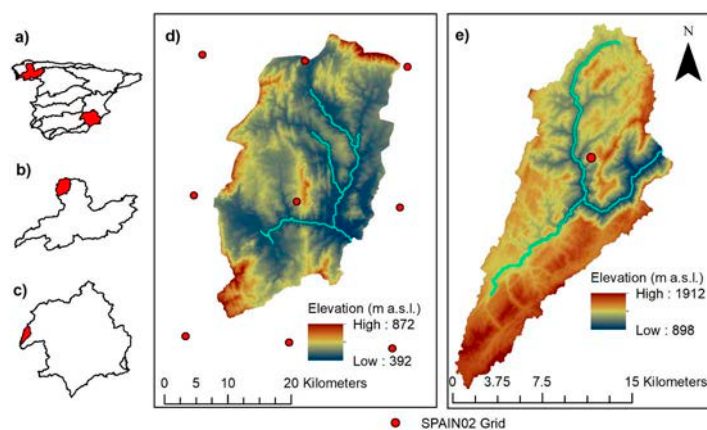 a)
b)
c)
d)
Elevation (m a.s.l.)
High : 872
Low : 392
0 5 10 20 Kilometers
e)
N
Elevation (m a.s.l.)
High : 1912
Low : 898
0 3.75 7.5 15 Kilometers
SPAIN02 Grid